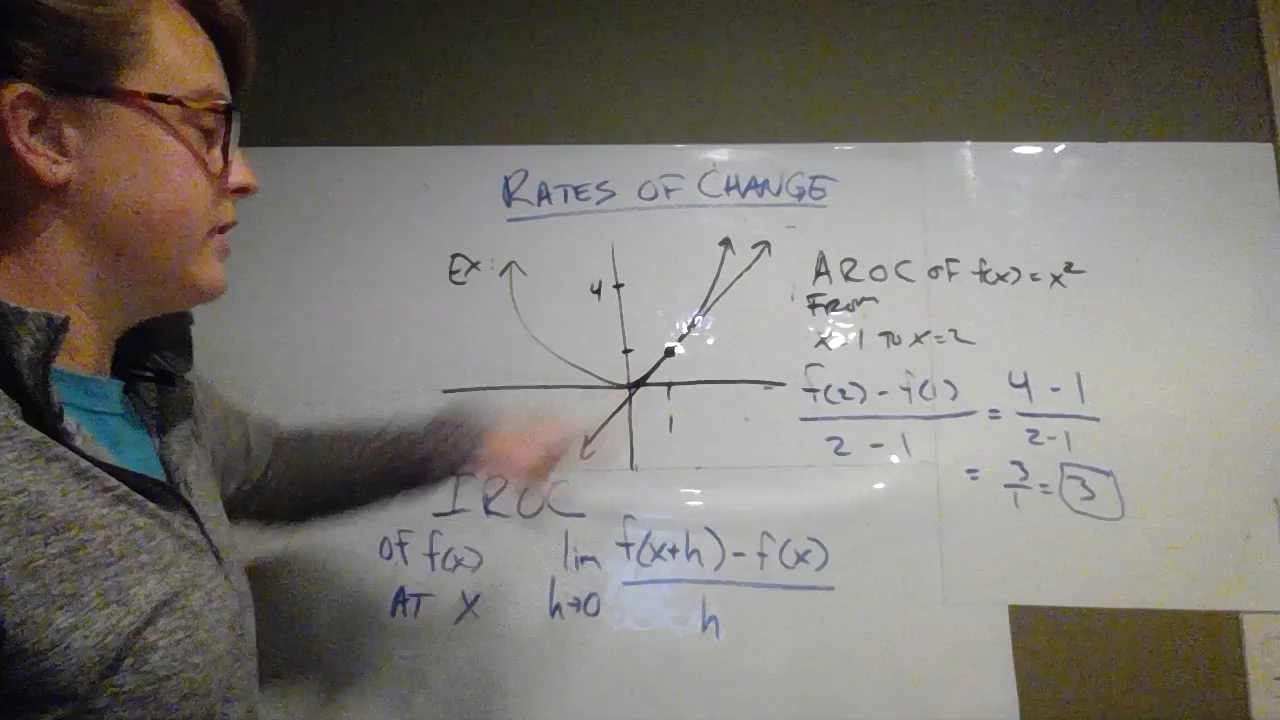 RATES OF CHANGE
Ex:
4
1
AROC OF f(x) = x²
FROM
x=1 TO x=2
f(2) - f(1) / 2 - 1 = 4 - 1 / 2-1
= 3/1 = 3
IROC
OF f(x)
AT X
lim h→0 f(x+h) - f(x) / h